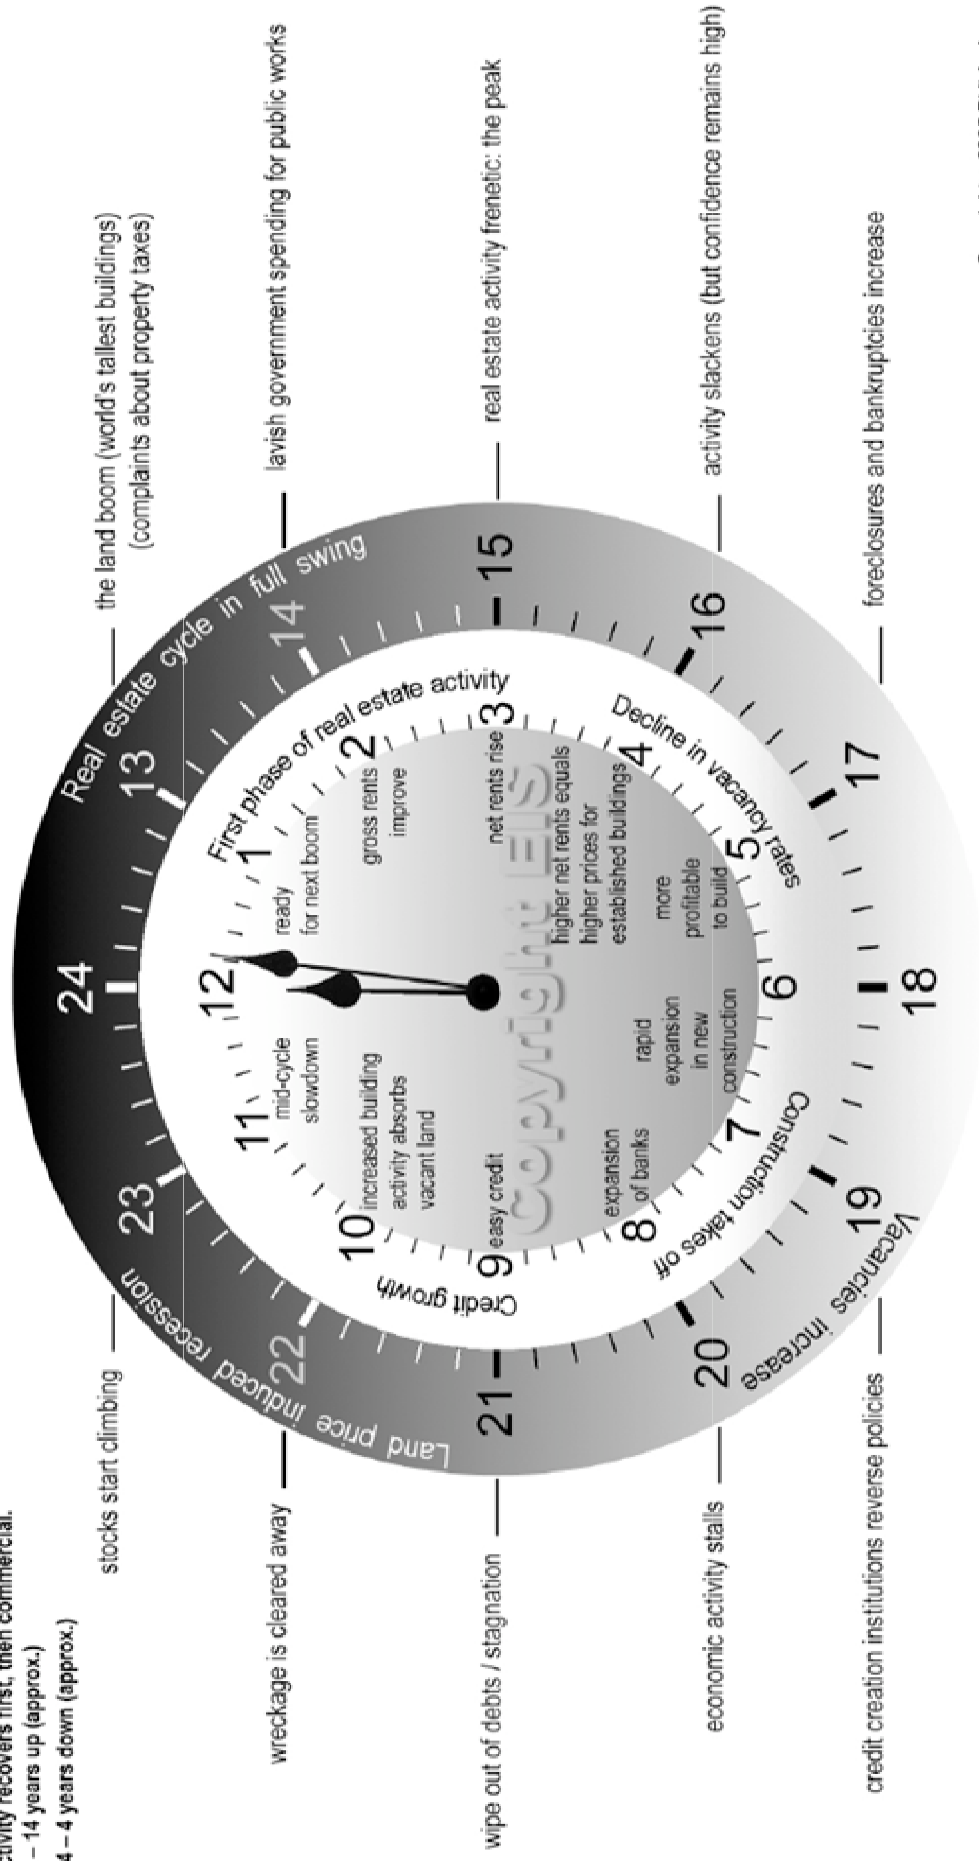 – 14 years up (approx.)
4 – 4 years down (approx.)
the land boom (world's tallest buildings)
(complaints about property taxes)
lavish government spending for public works
real estate activity frenetic: the peak
activity slackens (but confidence remains high)
foreclosures and bankruptcies increase
stocks start climbing
wreckage is cleared away
wipe out of debts / stagnation
economic activity stalls
credit creation institutions reverse policies
Real estate cycle in full swing
Vacancies increase
Land price induced recession
24
13
14
15
16
17
18
19
20
21
22
23
First phase of real estate activity
Decline in vacancy rates
Construction takes off
Credit growth
12
1
2
3
4
5
6
7
8
9
10
11
ready
for next boom
gross rents
improve
net rents rise
higher net rents equals
higher prices for
established buildings
more
profitable
to build
rapid
expansion
in new
construction
expansion
of banks
easy credit
increased building
activity absorbs
vacant land
mid-cycle
slowdown
Copyright EIS